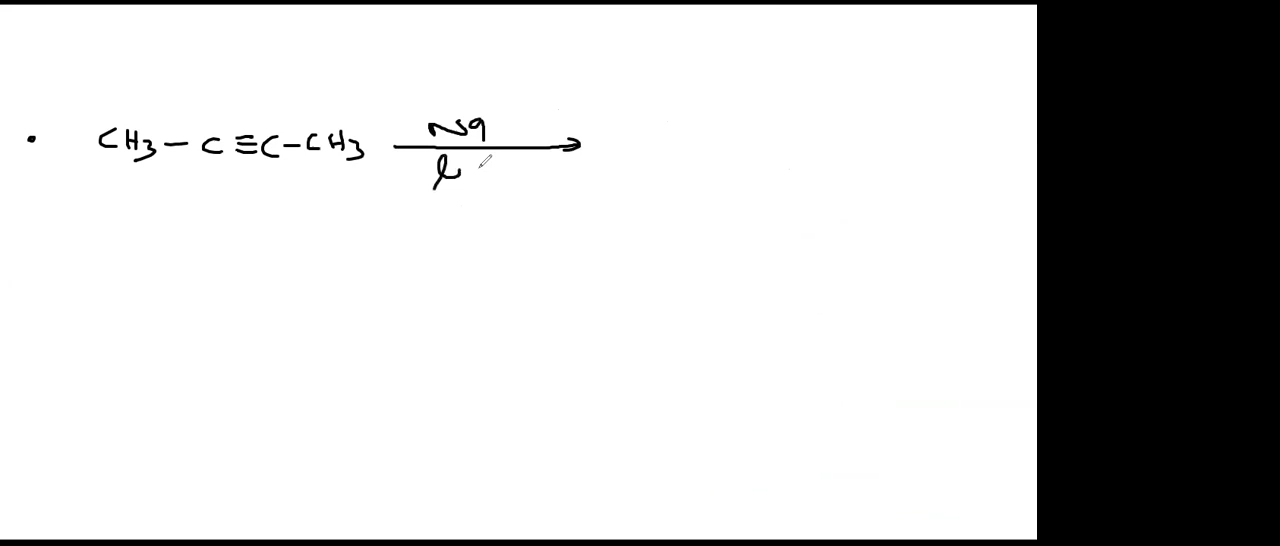 • CH3 – C ≡ C – CH3 Na
l